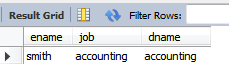 Result Grid Filter Rows:
ename job dname
smith accounting accounting